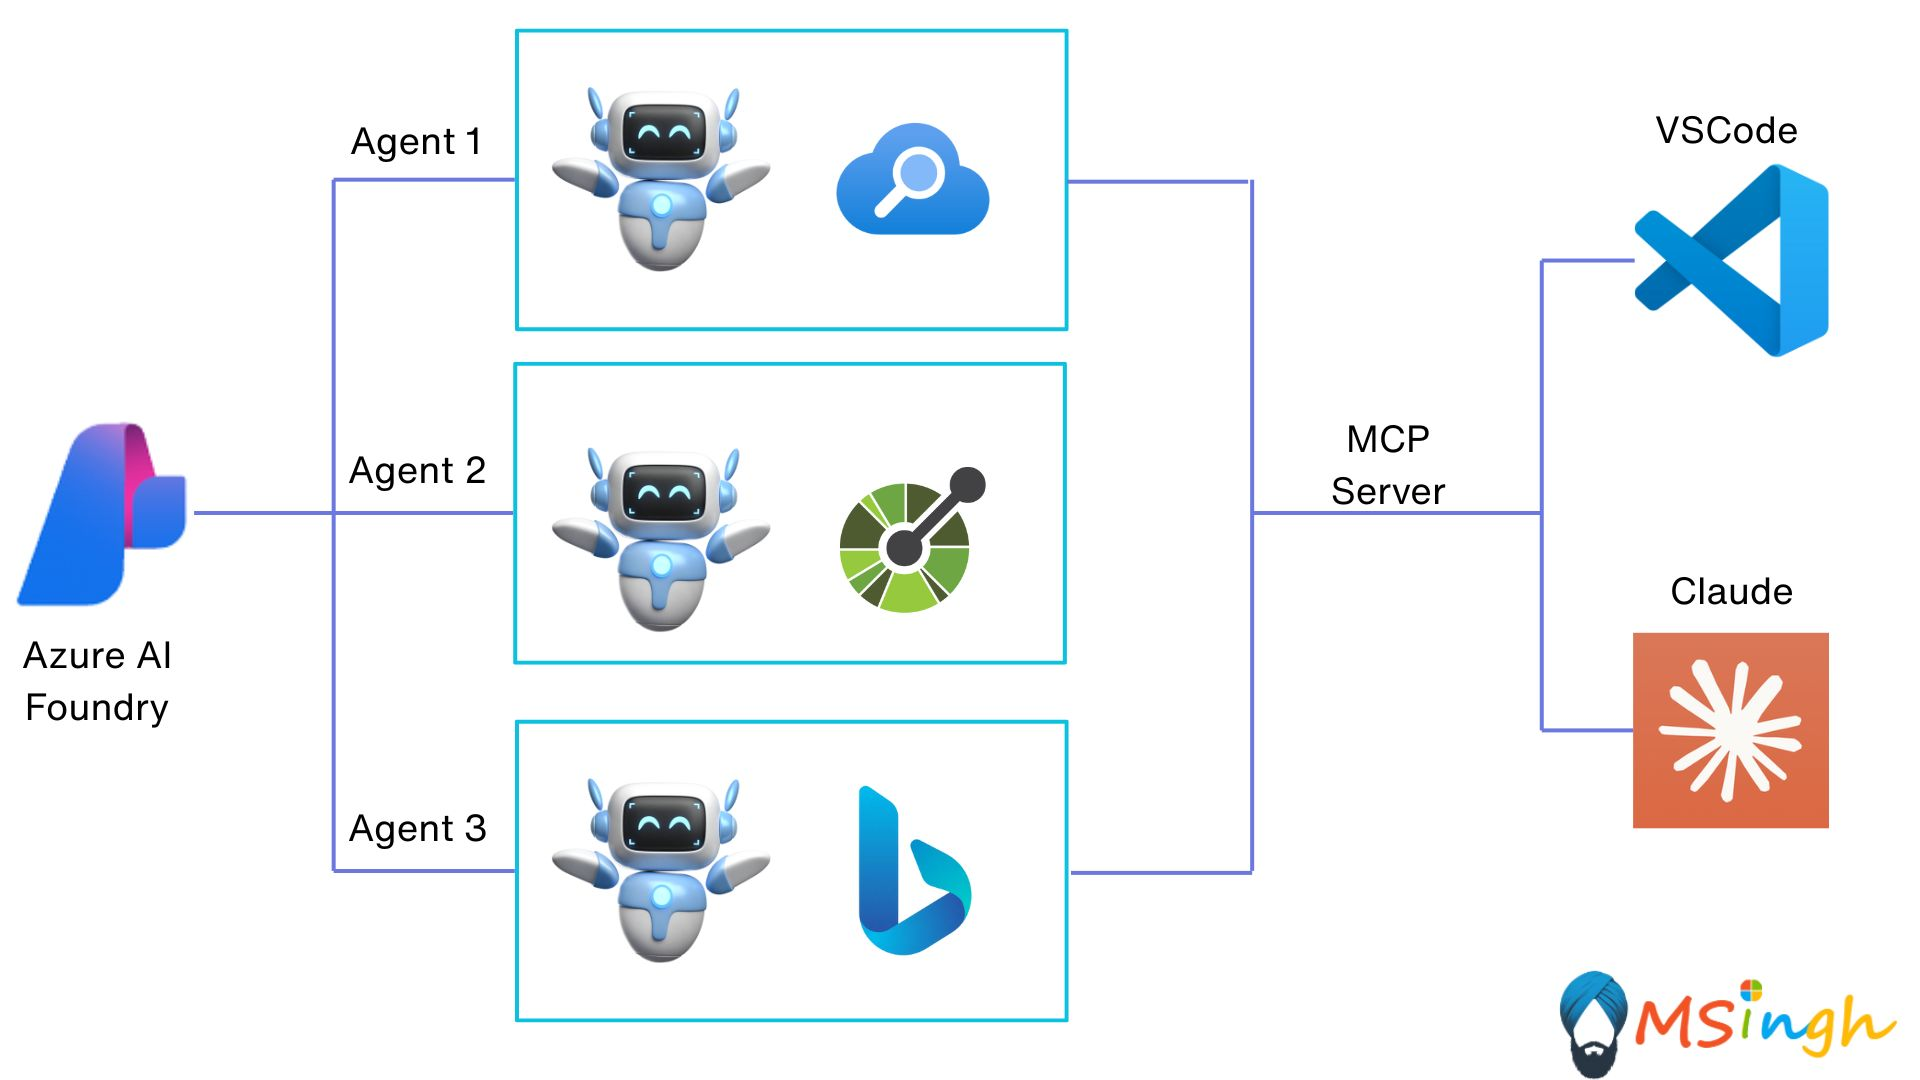 Agent 1
VSCode
Agent 2
MCP
Server
Azure AI
Foundry
Claude
Agent 3
MSingh